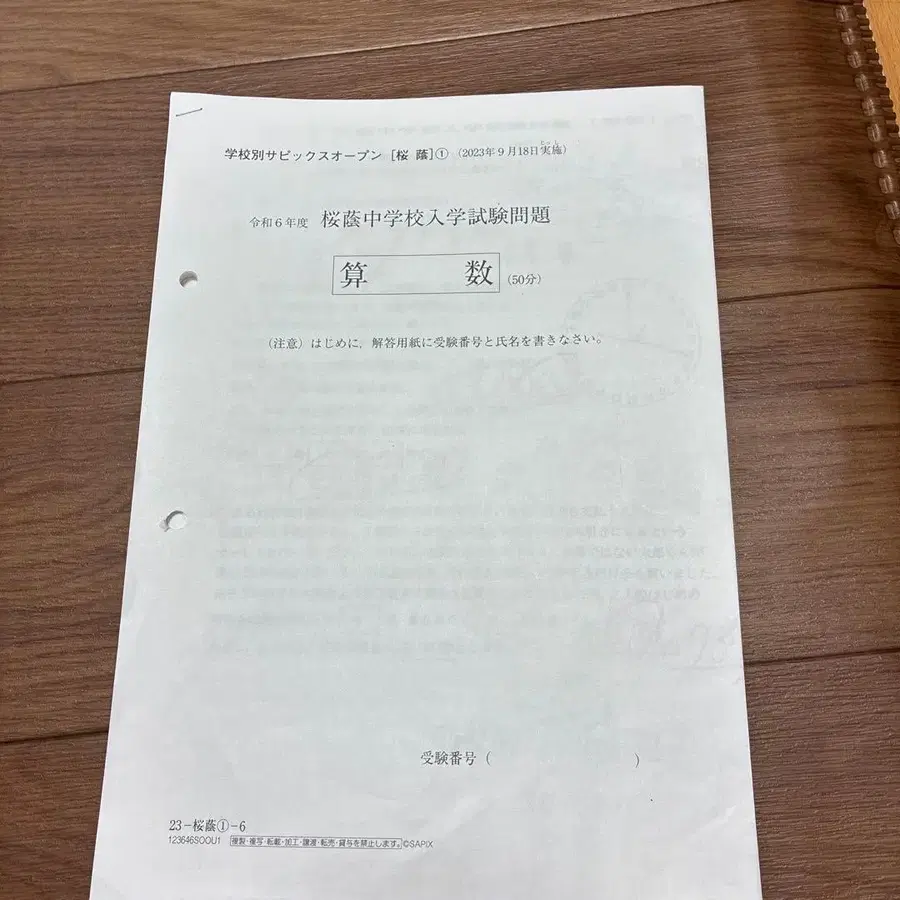 学校別サピックスオープン [桜 蔭]① (2023年9月18日実施)
令和6年度 桜蔭中学校入学試験問題
算 数 (50分)
(注意) はじめに, 解答用紙に受験番号と氏名を書きなさい。
受験番号 ( )
23-桜蔭①-6
123646SOOU1 複製・複写・転載・加工・譲渡・転売・貸与を禁止します。 ©SAPIX